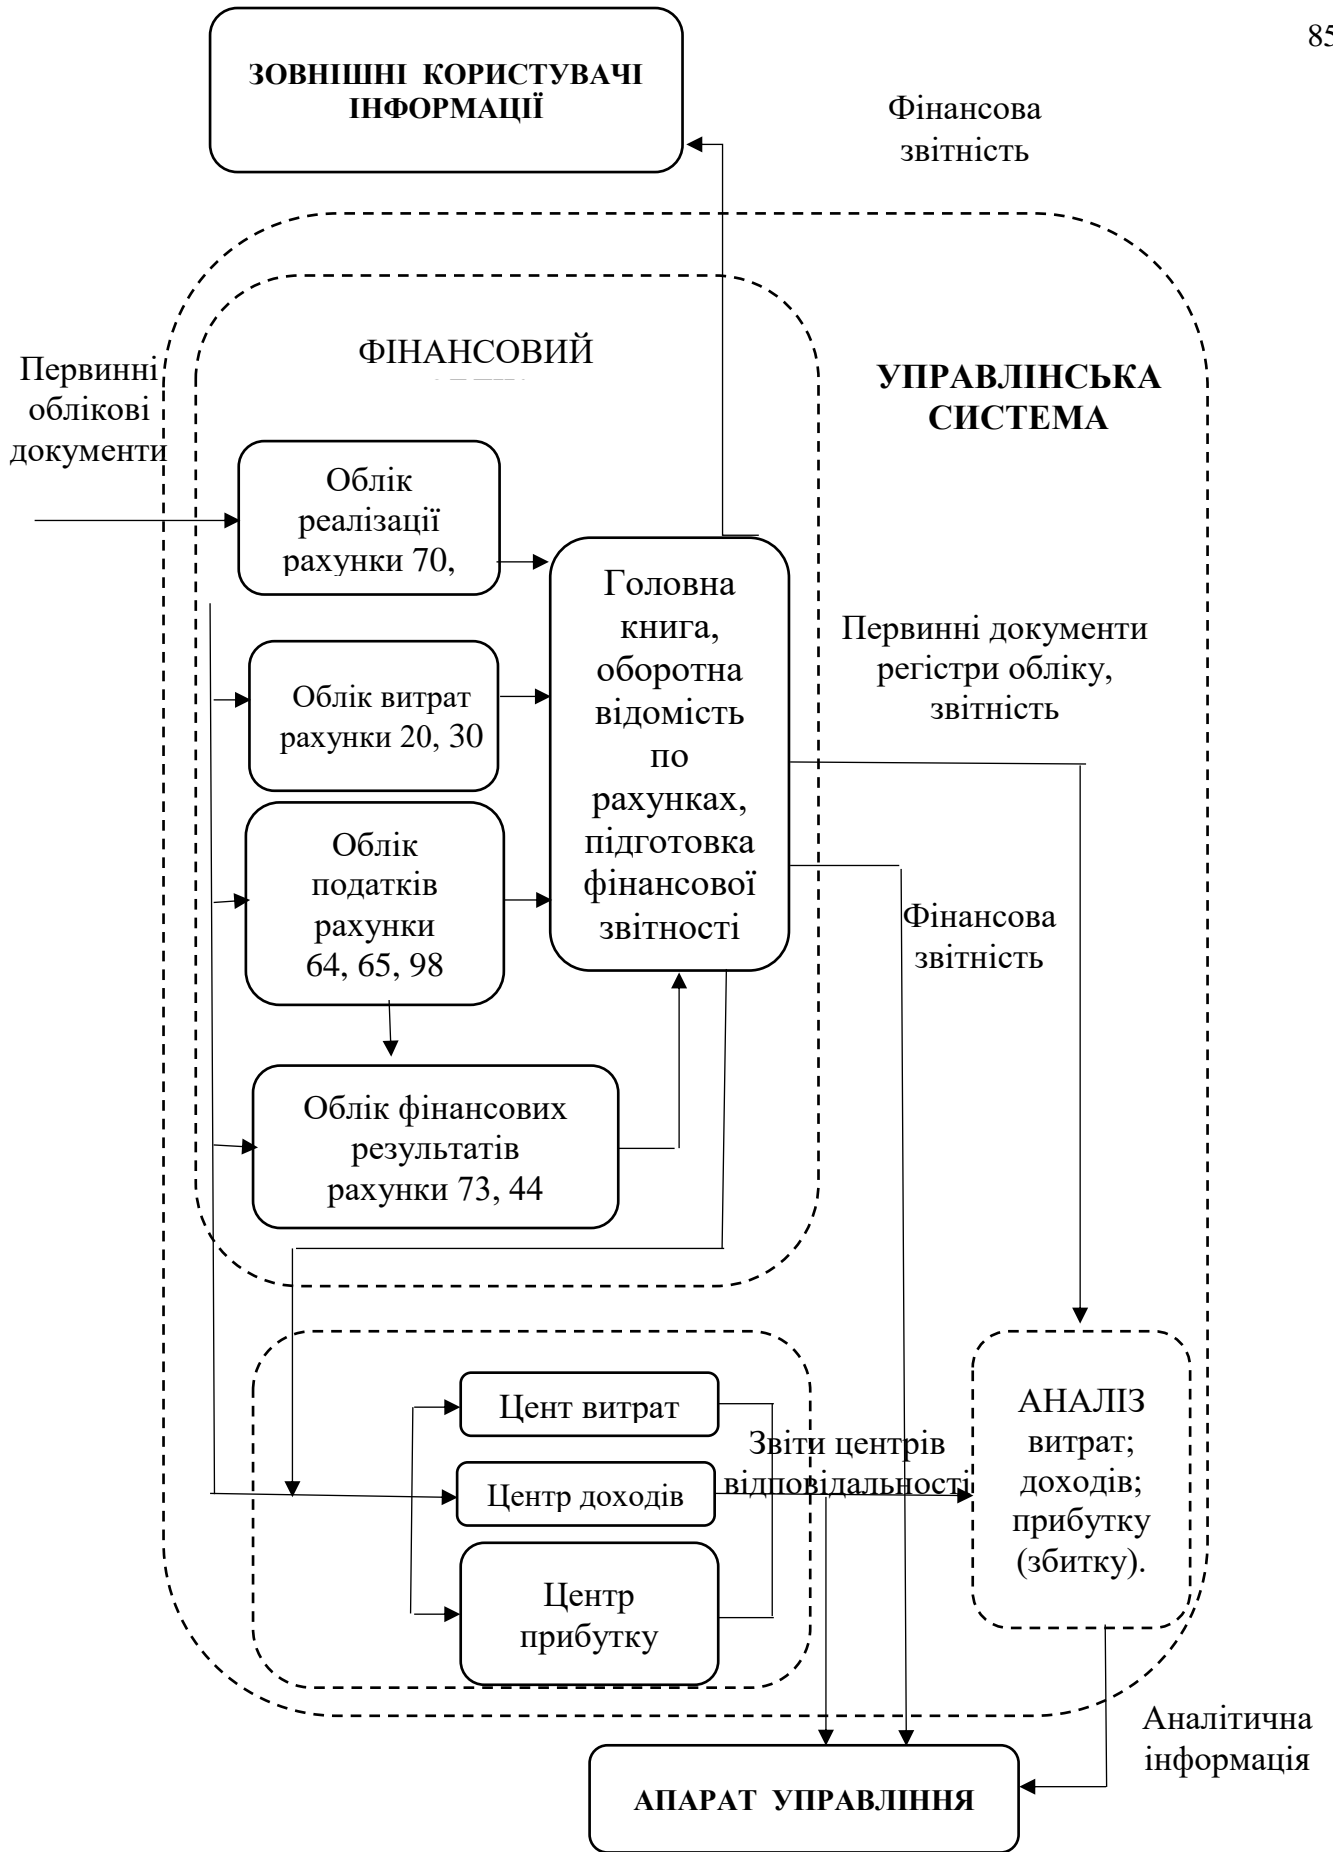 85
ЗОВНІШНІ КОРИСТУВАЧІ
ІНФОРМАЦІЇ
Фінансова
звітність
ФІНАНСОВИЙ
Первинні
облікові
документи
УПРАВЛІНСЬКА
СИСТЕМА
Облік
реалізації
рахунки 70,
Головна
книга,
оборотна
відомість
по
рахунках,
підготовка
фінансової
звітності
Первинні документи
регістри обліку,
звітність
Облік витрат
рахунки 20, 30
Облік
податків
рахунки
64, 65, 98
Фінансова
звітність
Облік фінансових
результатів
рахунки 73, 44
Цент витрат
Звіти центрів
відповідальності
Центр доходів
Центр
прибутку
АНАЛІЗ
витрат;
доходів;
прибутку
(збитку).
Аналітична
інформація
АПАРАТ УПРАВЛІННЯ